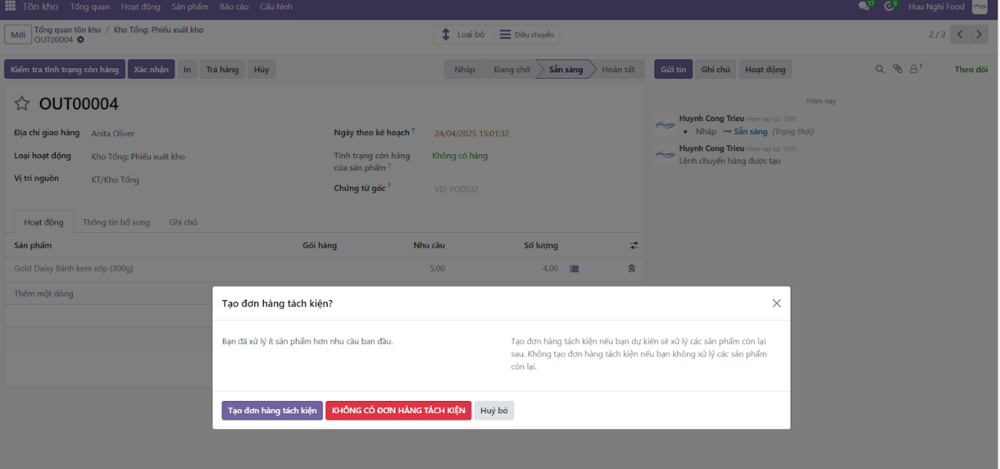 Tồn kho Tổng quan Hoạt động Sản phẩm Báo cáo Cấu hình 17 9 Huu Nghi Food
Mới Tổng quan tồn kho / Kho Tổng: Phiếu xuất kho
OUT00004
Loại bỏ Điều chuyển 2 / 2
Kiểm tra tình trạng còn hàng Xác nhận In Trả hàng Hủy Nháp Đang chờ Sẵn sàng Hoàn tất Gửi tin Ghi chú Hoạt động 1 Theo dõi
OUT00004
Địa chỉ giao hàng Anita Oliver
Loại hoạt động Kho Tổng: Phiếu xuất kho
Vị trí nguồn KT/Kho Tổng
Ngày theo kế hoạch ? 24/04/2025 15:01:32
Tình trạng còn hàng Không có hàng
của sản phẩm ?
Chứng từ gốc ? VD: PO0032
Hôm nay
Huynh Cong Trieu Hôm nay lúc 15:01
• Nháp → Sẵn sàng (Trạng thái)
Huynh Cong Trieu Hôm nay lúc 15:01
Lệnh chuyển hàng được tạo
Hoạt động Thông tin bổ sung Ghi chú
Sản phẩm Gói hàng Nhu cầu Số lượng
Gold Daisy Bánh kem xốp (300g) 5,00 4,00
Thêm một dòng
Tạo đơn hàng tách kiện?
Bạn đã xử lý ít sản phẩm hơn nhu cầu ban đầu.
Tạo đơn hàng tách kiện nếu bạn dự kiến sẽ xử lý các sản phẩm còn lại
sau. Không tạo đơn hàng tách kiện nếu bạn không xử lý các sản phẩm
còn lại.
Tạo đơn hàng tách kiện KHÔNG CÓ ĐƠN HÀNG TÁCH KIỆN Huỷ bỏ